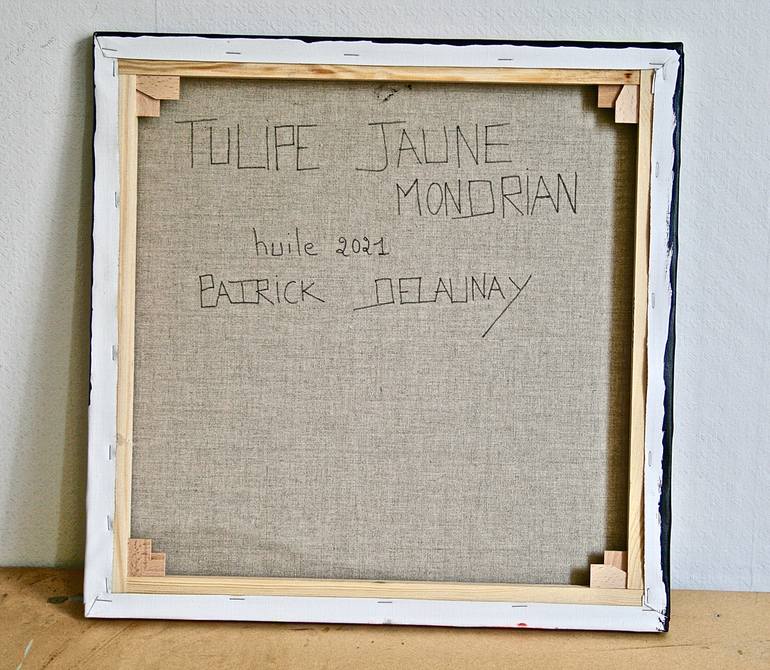 TULIPE JAUNE
MONDRIAN
huile 2021
PATRICK DELAUNAY